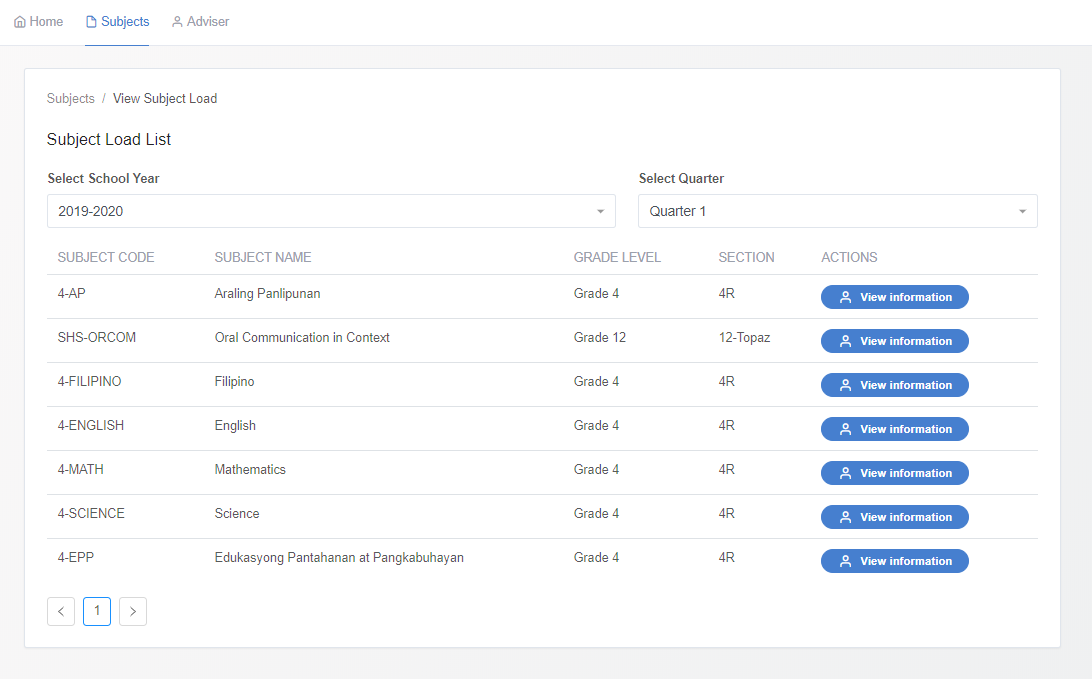 Home Subjects Adviser
Subjects / View Subject Load
Subject Load List
Select School Year Select Quarter
2019-2020 Quarter 1
SUBJECT CODE SUBJECT NAME GRADE LEVEL SECTION ACTIONS
4-AP Araling Panlipunan Grade 4 4R View information
SHS-ORCOM Oral Communication in Context Grade 12 12-Topaz View information
4-FILIPINO Filipino Grade 4 4R View information
4-ENGLISH English Grade 4 4R View information
4-MATH Mathematics Grade 4 4R View information
4-SCIENCE Science Grade 4 4R View information
4-EPP Edukasyong Pantahanan at Pangkabuhayan Grade 4 4R View information
< 1 >